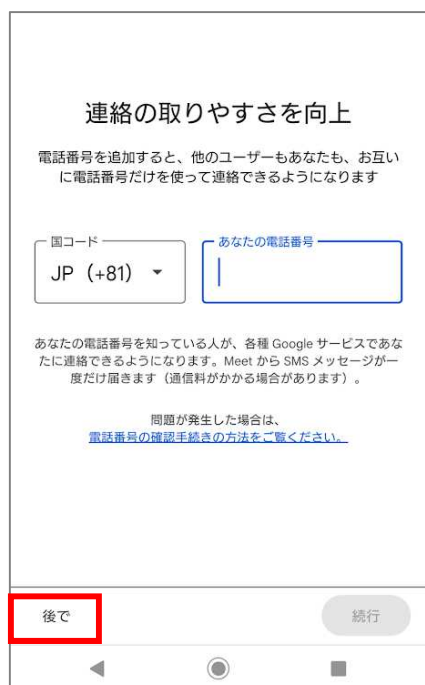 連絡の取りやすさを向上
電話番号を追加すると、他のユーザーもあなたも、お互い
に電話番号だけを使って連絡できるようになります
国コード
あなたの電話番号
JP（+81）
あなたの電話番号を知っている人が、各種 Google サービスであな
たに連絡できるようになります。Meet から SMS メッセージが一
度だけ届きます（通信料がかかる場合があります）。
問題が発生した場合は、
電話番号の確認手続きの方法をご覧ください。
後で
続行